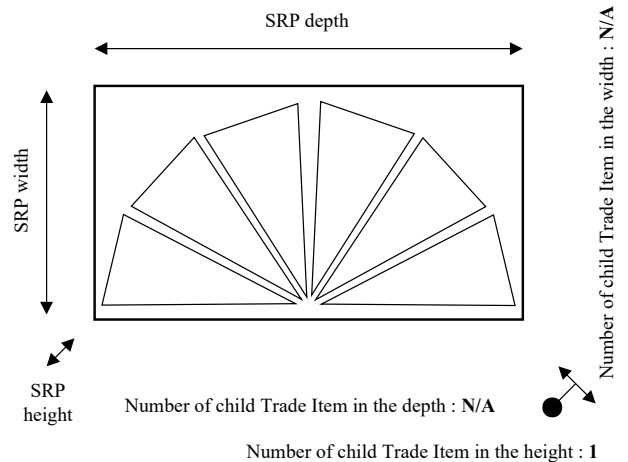 SRP depth
Number of child Trade Item in the width : N/A
SRP width
SRP
height
Number of child Trade Item in the depth : N/A
Number of child Trade Item in the height : 1